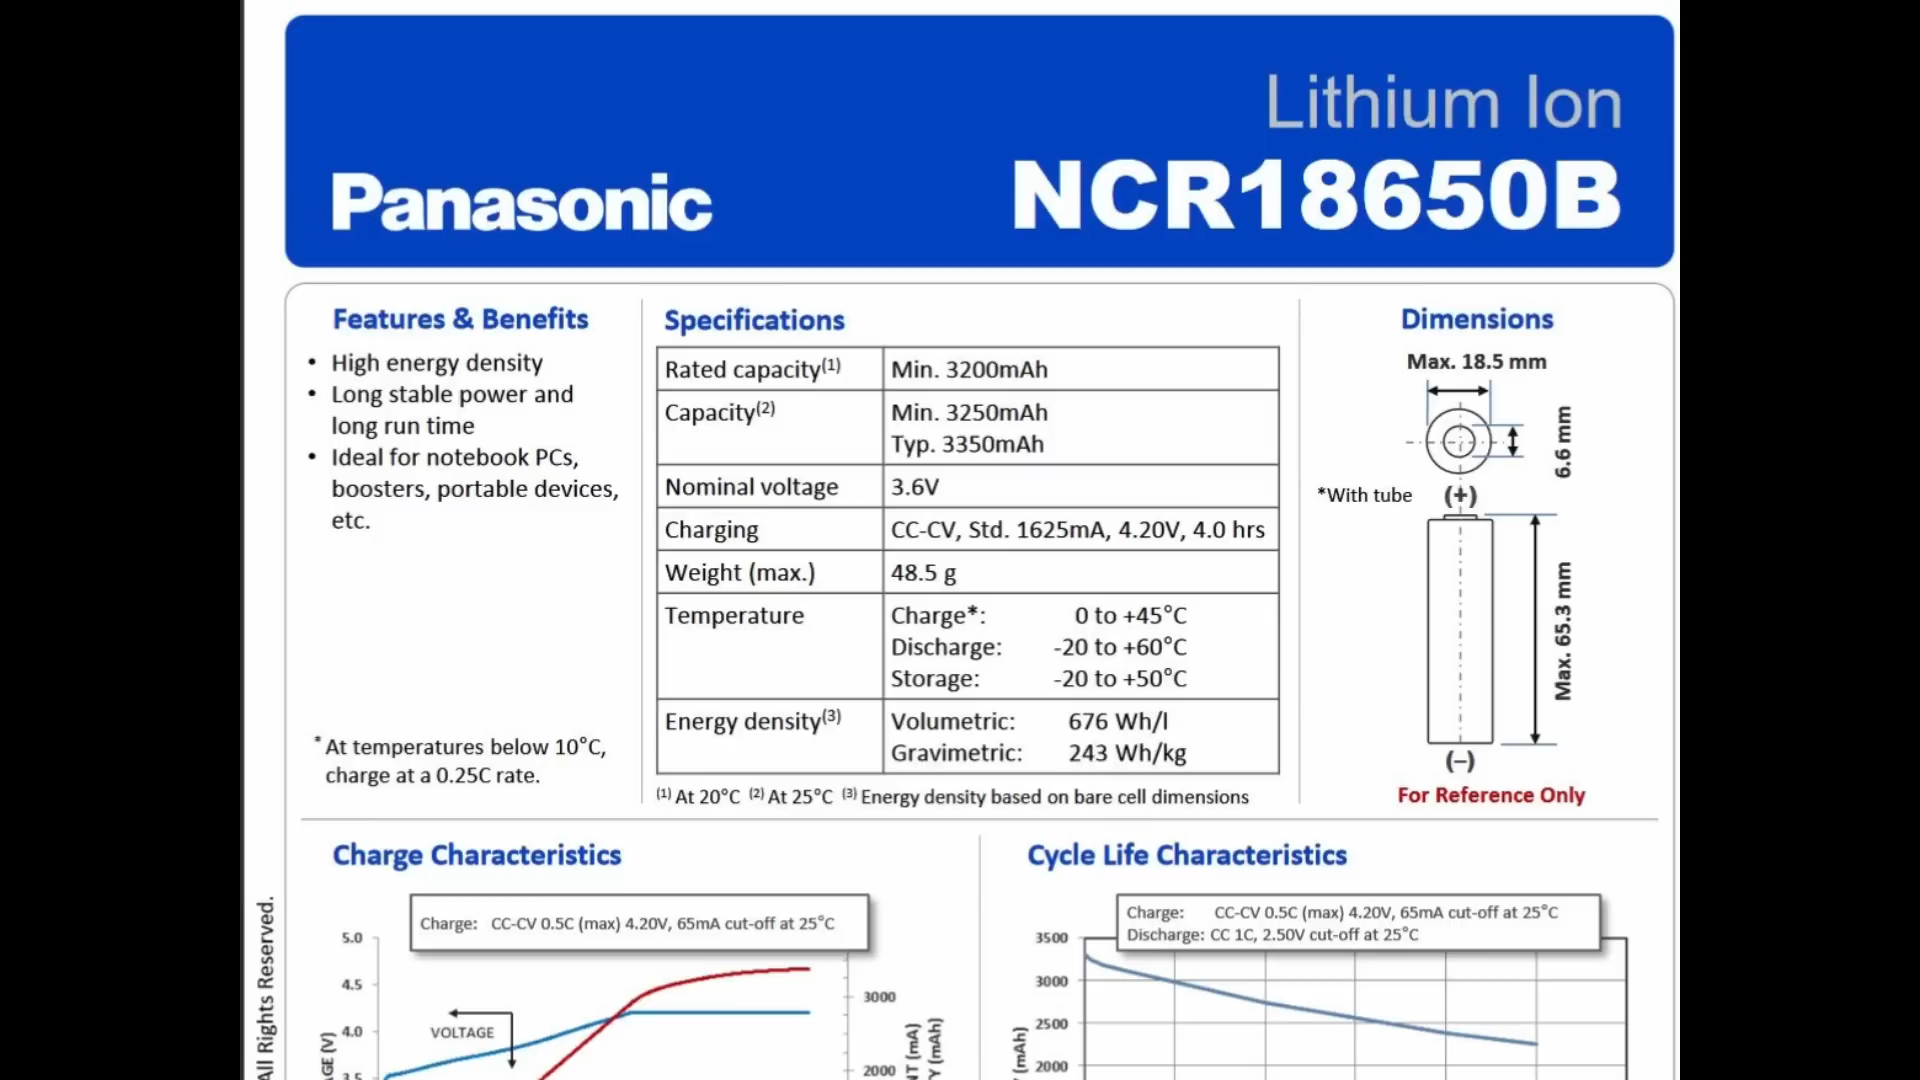 Lithium Ion
Panasonic
NCR18650B
Features & Benefits
• High energy density
• Long stable power and
long run time
• Ideal for notebook PCs,
boosters, portable devices,
etc.
* At temperatures below 10°C,
charge at a 0.25C rate.
Specifications
Rated capacity(1) Min. 3200mAh
Capacity(2) Min. 3250mAh
Typ. 3350mAh
Nominal voltage 3.6V
Charging CC-CV, Std. 1625mA, 4.20V, 4.0 hrs
Weight (max.) 48.5 g
Temperature Charge*: 0 to +45°C
Discharge: -20 to +60°C
Storage: -20 to +50°C
Energy density(3) Volumetric: 676 Wh/l
Gravimetric: 243 Wh/kg
(1) At 20°C (2) At 25°C (3) Energy density based on bare cell dimensions
Dimensions
Max. 18.5 mm
6.6 mm
*With tube
(+)
Max. 65.3 mm
(–)
For Reference Only
All Rights Reserved.
Charge Characteristics
Charge: CC-CV 0.5C (max) 4.20V, 65mA cut-off at 25°C
5.0
4.5
4.0
VOLTAGE
3000
2000
(mA)
(mAh)
Cycle Life Characteristics
Charge: CC-CV 0.5C (max) 4.20V, 65mA cut-off at 25°C
Discharge: CC 1C, 2.50V cut-off at 25°C
3500
3000
2500
2000
(mAh)